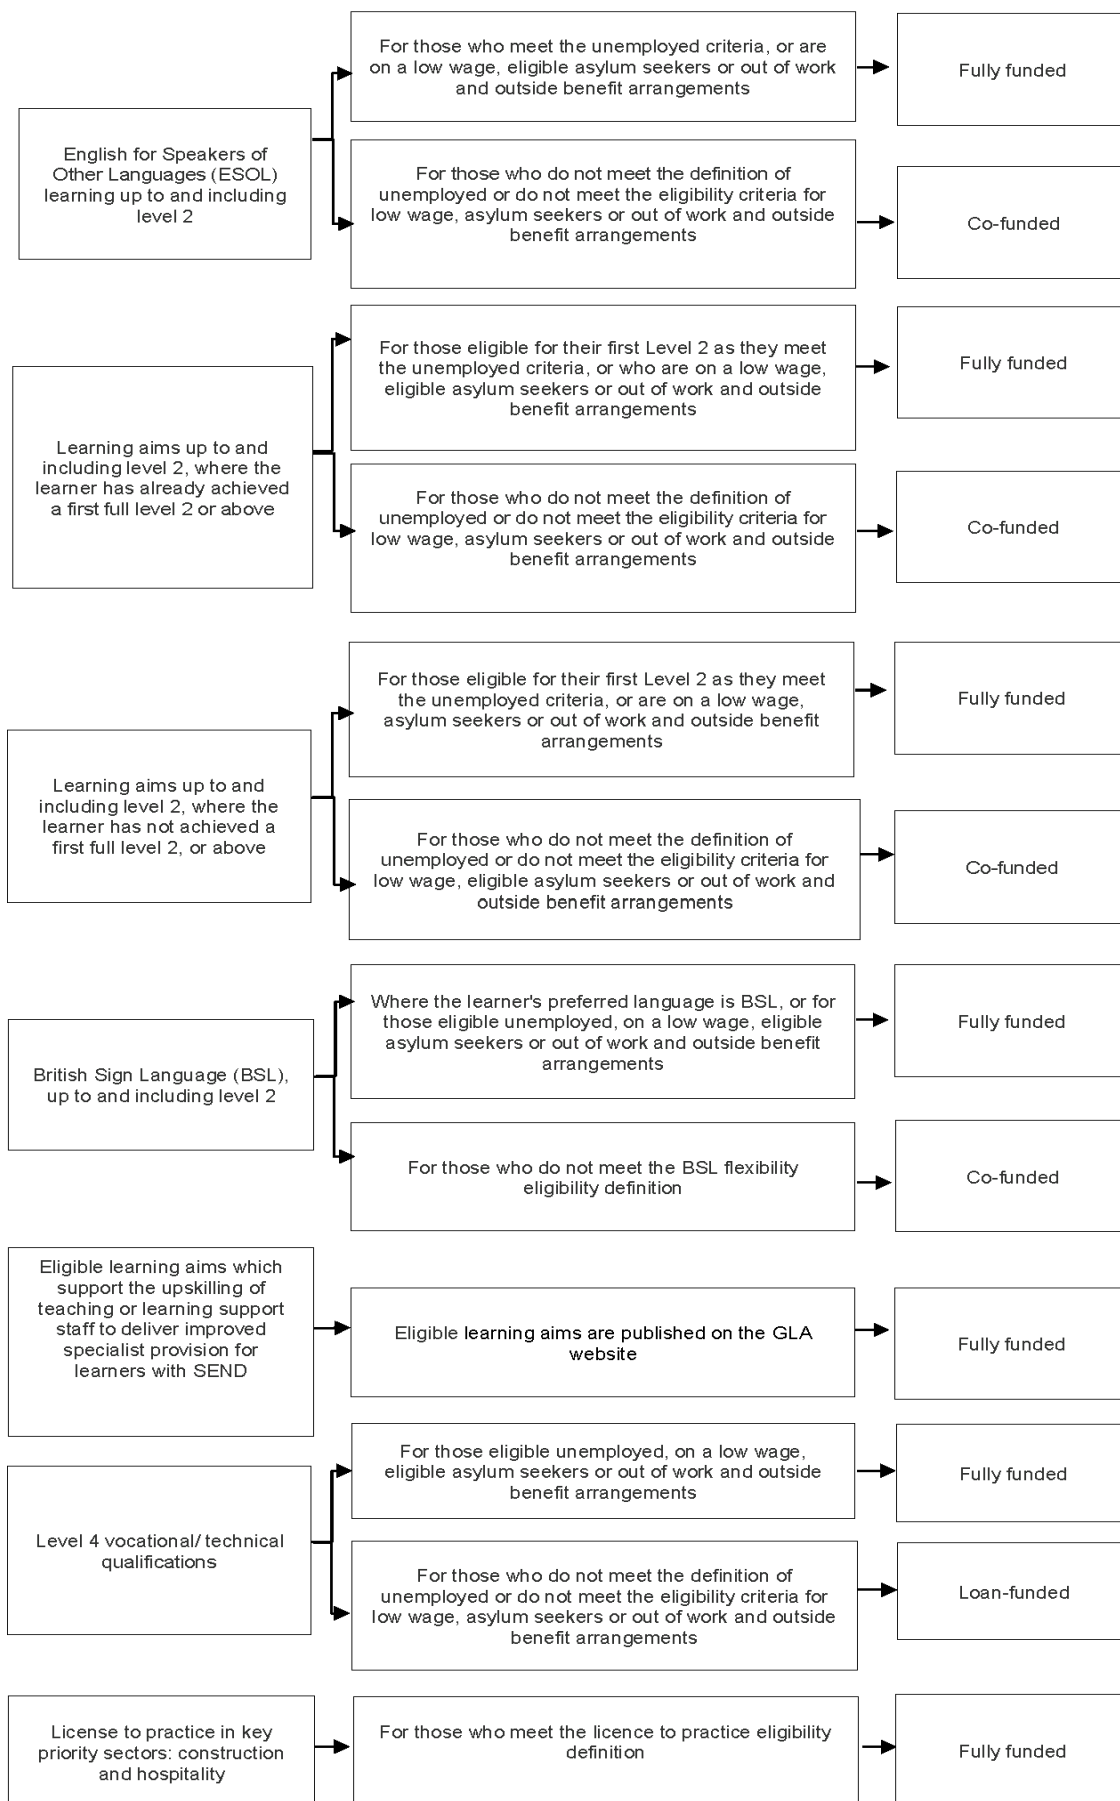 English for Speakers of
Other Languages (ESOL)
learning up to and including
level 2
For those who meet the unemployed criteria, or are
on a low wage, eligible asylum seekers or out of work
and outside benefit arrangements
Fully funded
For those who do not meet the definition of
unemployed or do not meet the eligibility criteria for
low wage, asylum seekers or out of work and outside
benefit arrangements
Co-funded
Learning aims up to and
including level 2, where the
learner has already achieved
a first full level 2 or above
For those eligible for their first Level 2 as they meet
the unemployed criteria, or who are on a low wage,
eligible asylum seekers or out of work and outside
benefit arrangements
Fully funded
For those who do not meet the definition of
unemployed or do not meet the eligibility criteria for
low wage, asylum seekers or out of work and outside
benefit arrangements
Co-funded
Learning aims up to and
including level 2, where the
learner has not achieved a
first full level 2, or above
For those eligible for their first Level 2 as they meet
the unemployed criteria, or are on a low wage,
asylum seekers or out of work and outside benefit
arrangements
Fully funded
For those who do not meet the definition of
unemployed or do not meet the eligibility criteria for
low wage, eligible asylum seekers or out of work and
outside benefit arrangements
Co-funded
British Sign Language (BSL),
up to and including level 2
Where the learner's preferred language is BSL, or for
those eligible unemployed, on a low wage, eligible
asylum seekers or out of work and outside benefit
arrangements
Fully funded
For those who do not meet the BSL flexibility
eligibility definition
Co-funded
Eligible learning aims which
support the upskilling of
teaching or learning support
staff to deliver improved
specialist provision for
learners with SEND
Eligible learning aims are published on the GLA
website
Fully funded
Level 4 vocational/ technical
qualifications
For those eligible unemployed, on a low wage,
eligible asylum seekers or out of work and outside
benefit arrangements
Fully funded
For those who do not meet the definition of
unemployed or do not meet the eligibility criteria for
low wage, asylum seekers or out of work and outside
benefit arrangements
Loan-funded
License to practice in key
priority sectors: construction
and hospitality
For those who meet the licence to practice eligibility
definition
Fully funded